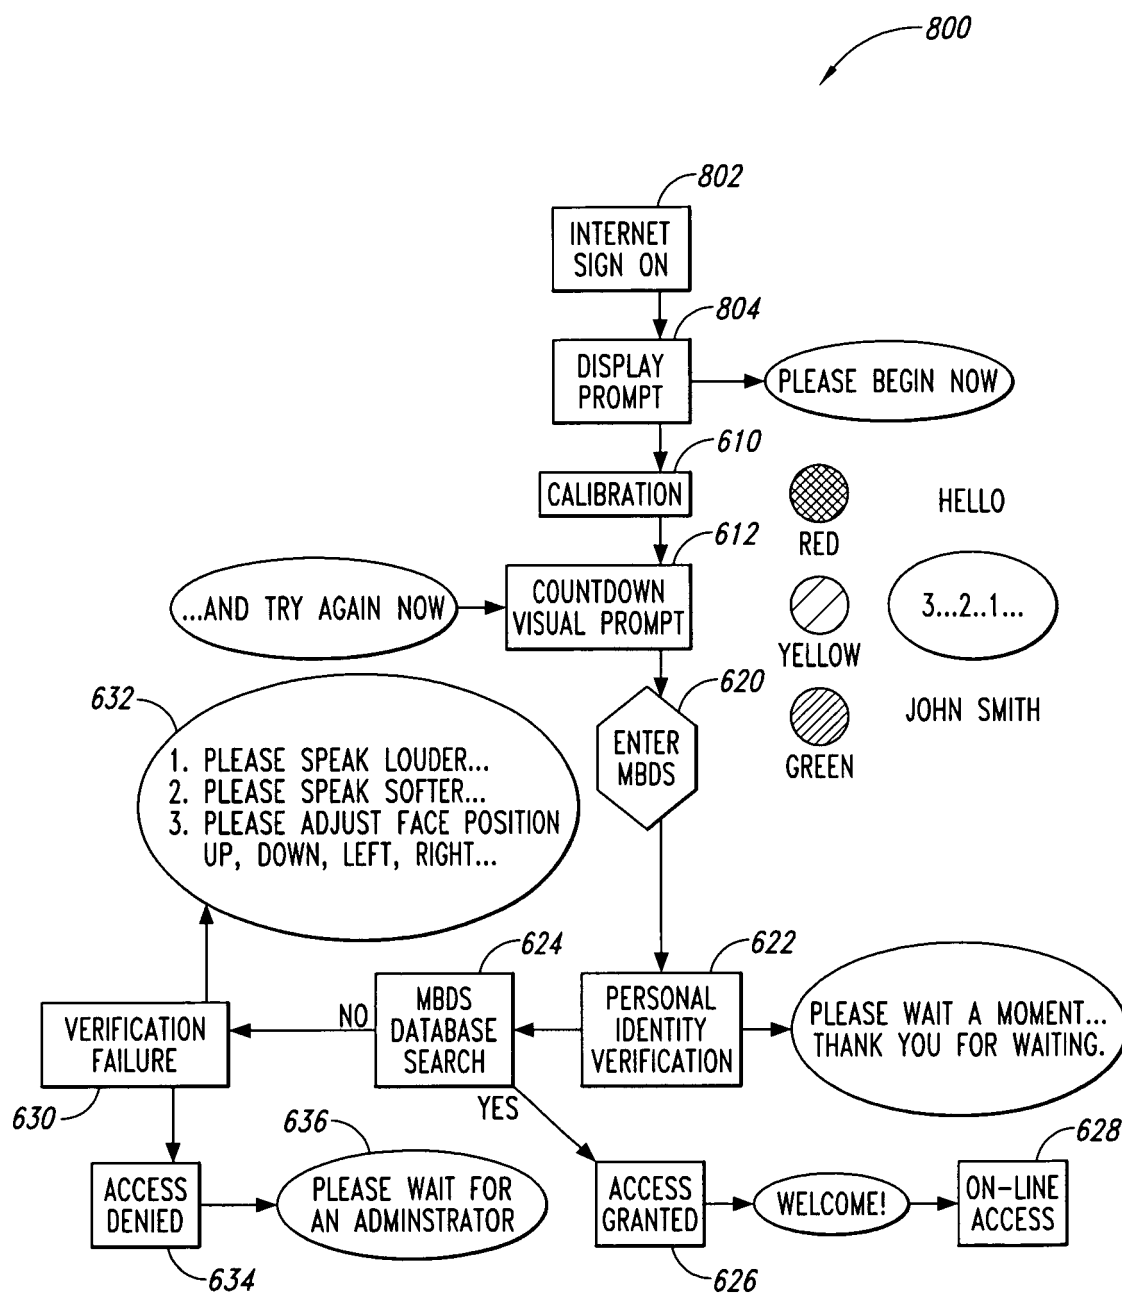 800
802
INTERNET
SIGN ON
804
DISPLAY
PROMPT
PLEASE BEGIN NOW
610
CALIBRATION
RED
HELLO
612
...AND TRY AGAIN NOW
COUNTDOWN
VISUAL PROMPT
YELLOW
3...2..1...
620
ENTER
MBDS
GREEN
JOHN SMITH
632
1. PLEASE SPEAK LOUDER...
2. PLEASE SPEAK SOFTER...
3. PLEASE ADJUST FACE POSITION
UP, DOWN, LEFT, RIGHT...
624
622
VERIFICATION
FAILURE
630
NO
MBDS
DATABASE
SEARCH
YES
PERSONAL
IDENTITY
VERIFICATION
PLEASE WAIT A MOMENT...
THANK YOU FOR WAITING.
636
628
ACCESS
DENIED
634
PLEASE WAIT FOR
AN ADMINSTRATOR
ACCESS
GRANTED
626
WELCOME!
ON-LINE
ACCESS